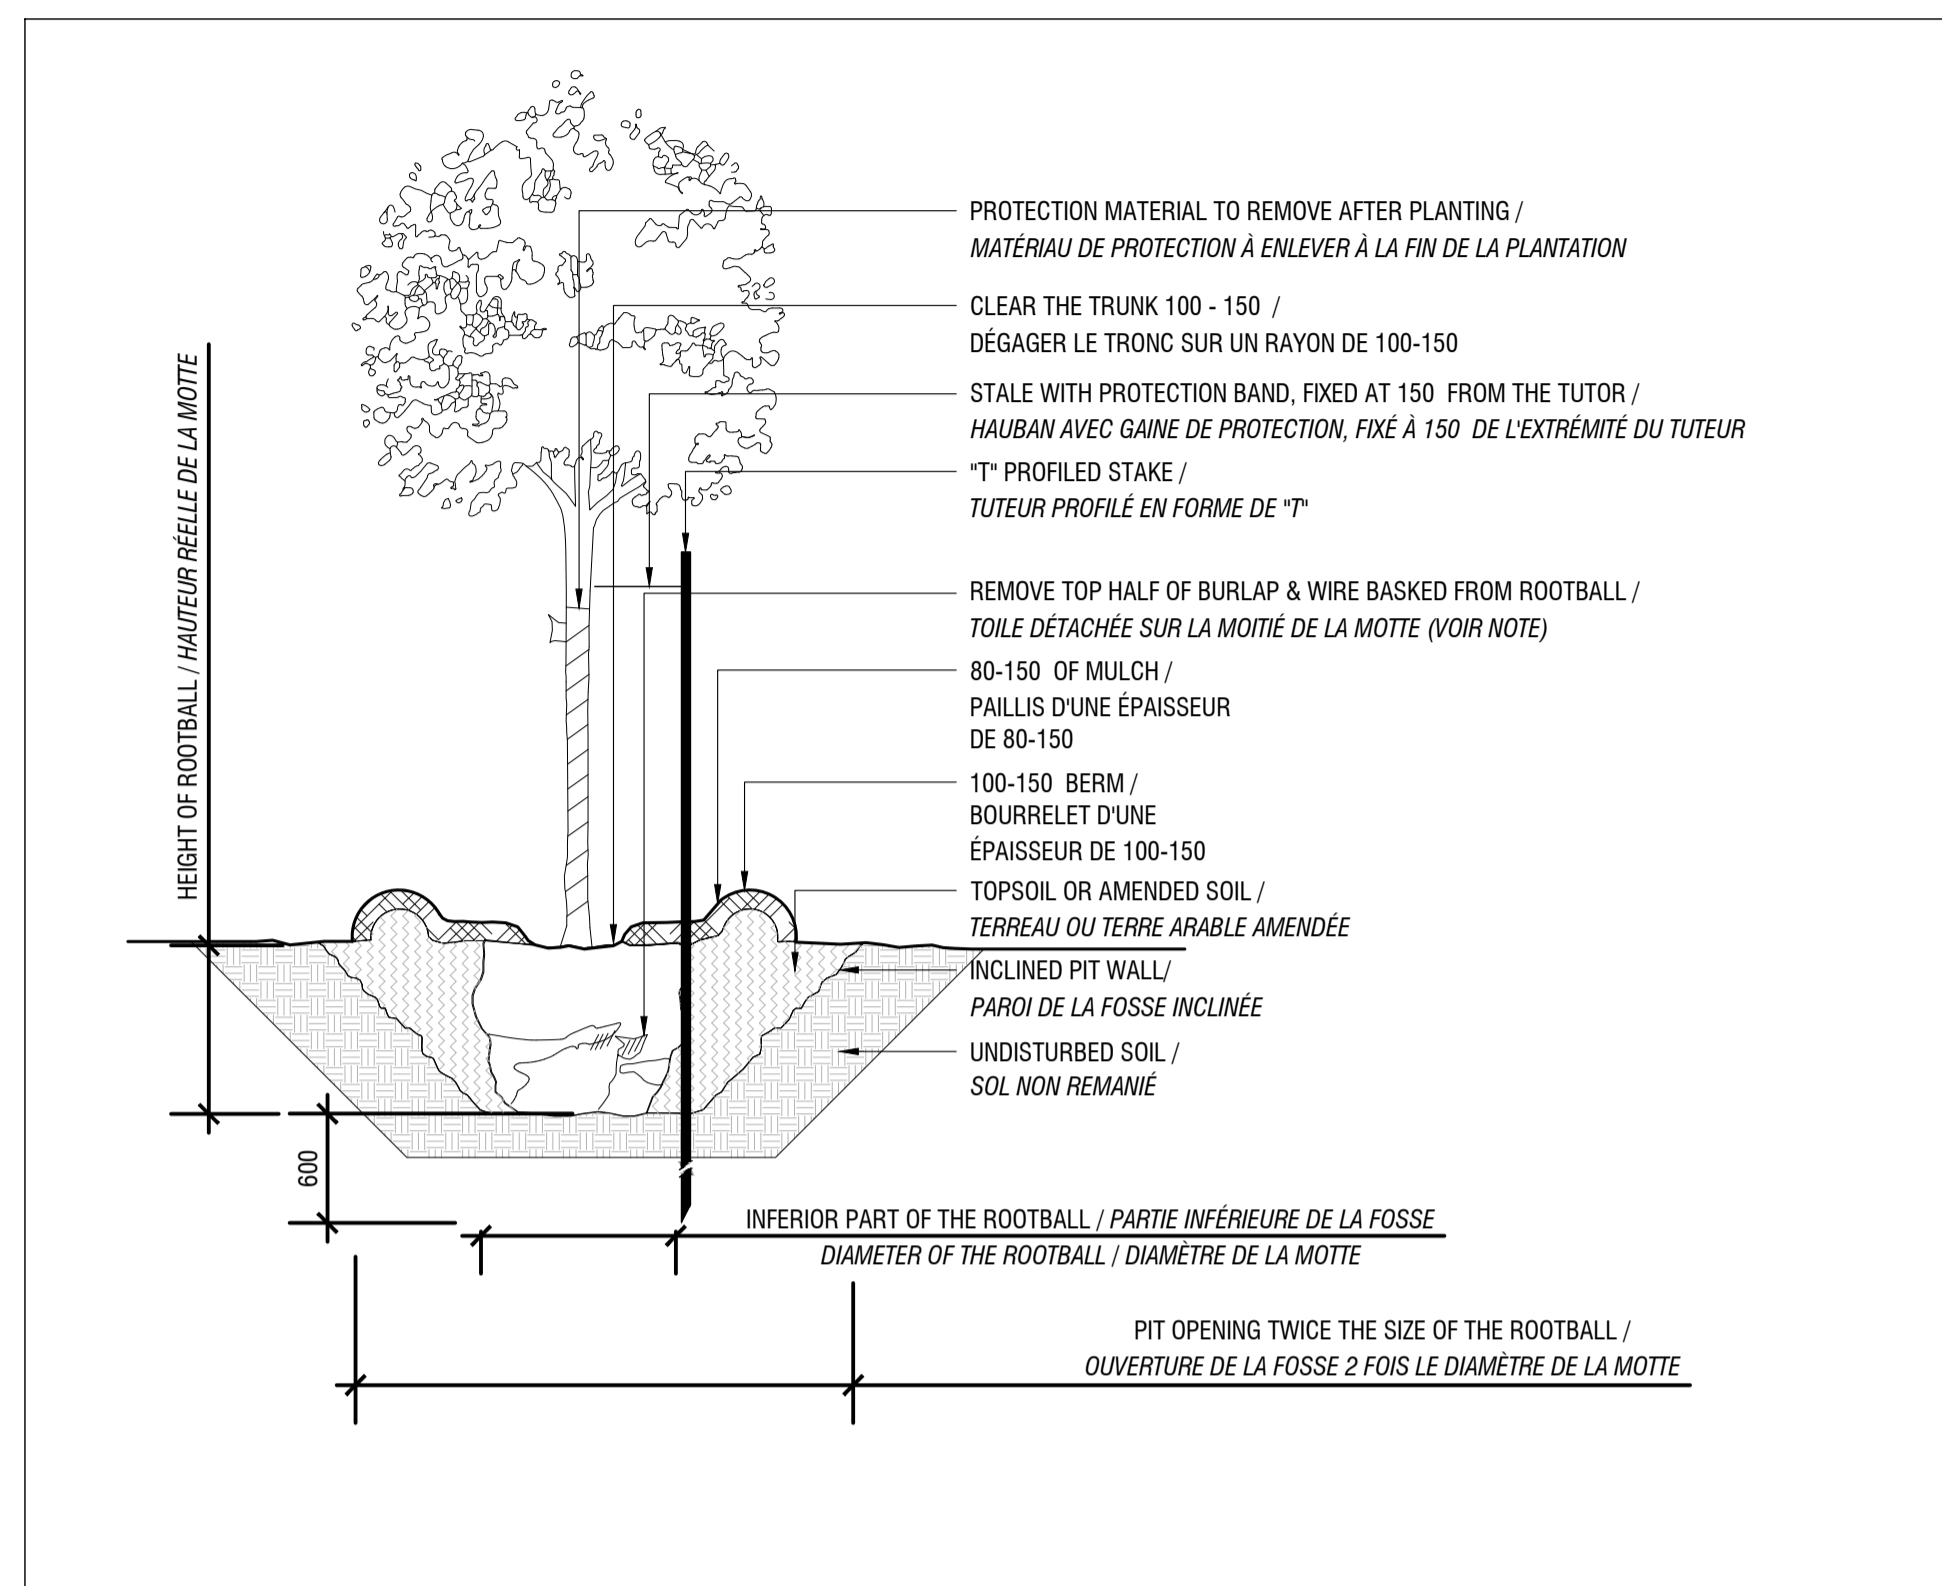 PROTECTION MATERIAL TO REMOVE AFTER PLANTING /
MATÉRIAU DE PROTECTION À ENLEVER À LA FIN DE LA PLANTATION
CLEAR THE TRUNK 100 - 150 /
DÉGAGER LE TRONC SUR UN RAYON DE 100-150
STALE WITH PROTECTION BAND, FIXED AT 150 FROM THE TUTOR /
HAUBAN AVEC GAINE DE PROTECTION, FIXÉ À 150 DE L'EXTRÉMITÉ DU TUTEUR
"T" PROFILED STAKE /
TUTEUR PROFILÉ EN FORME DE "T"
REMOVE TOP HALF OF BURLAP & WIRE BASKED FROM ROOTBALL /
TOILE DÉTACHÉE SUR LA MOITIÉ DE LA MOTTE (VOIR NOTE)
80-150 OF MULCH /
PAILLIS D'UNE ÉPAISSEUR
DE 80-150
100-150 BERM /
BOURRELET D'UNE
ÉPAISSEUR DE 100-150
TOPSOIL OR AMENDED SOIL /
TERREAU OU TERRE ARABLE AMENDÉE
INCLINED PIT WALL/
PAROI DE LA FOSSE INCLINÉE
UNDISTURBED SOIL /
SOL NON REMANIÉ
HEIGHT OF ROOTBALL / HAUTEUR RÉELLE DE LA MOTTE
600
INFERIOR PART OF THE ROOTBALL / PARTIE INFÉRIEURE DE LA FOSSE
DIAMETER OF THE ROOTBALL / DIAMÈTRE DE LA MOTTE
PIT OPENING TWICE THE SIZE OF THE ROOTBALL /
OUVERTURE DE LA FOSSE 2 FOIS LE DIAMÈTRE DE LA MOTTE